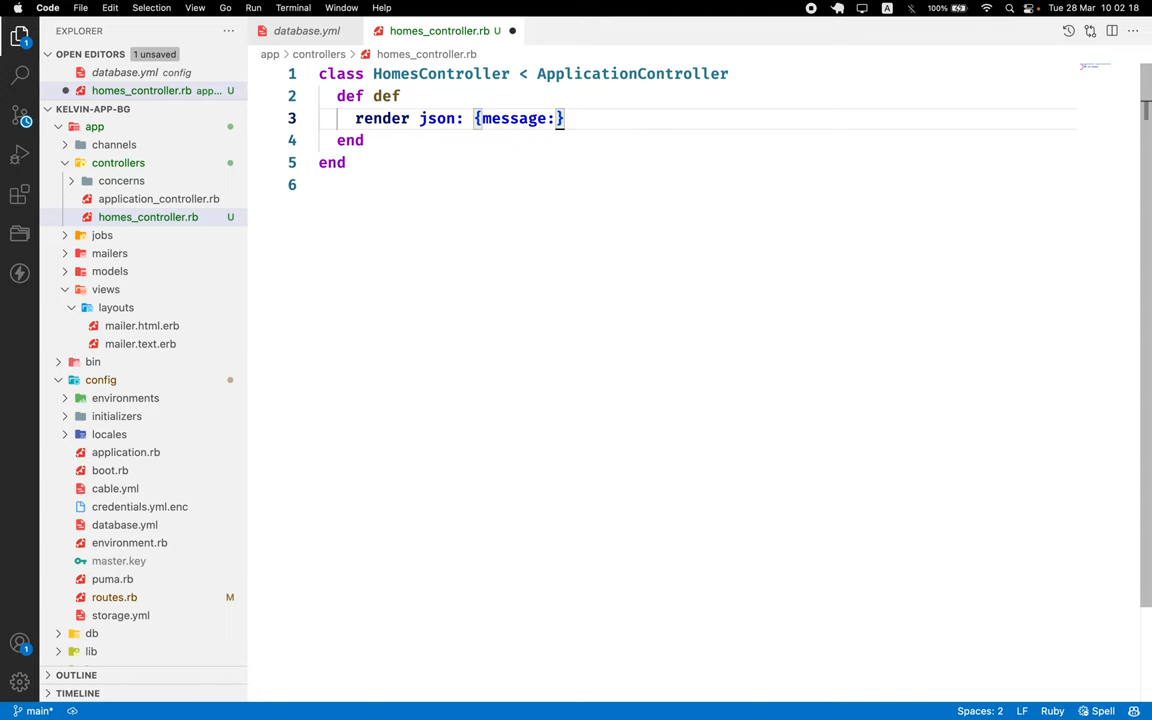 Code File Edit Selection View Go Run Terminal Window Help
A 100% Tue 28 Mar 10 02 18
EXPLORER
OPEN EDITORS 1 unsaved
database.yml config
homes_controller.rb app... U
KELVIN-APP-BG
app
channels
controllers
concerns
application_controller.rb
homes_controller.rb U
jobs
mailers
models
views
layouts
mailer.html.erb
mailer.text.erb
bin
config
environments
initializers
locales
application.rb
boot.rb
cable.yml
credentials.yml.enc
database.yml
environment.rb
master.key
puma.rb
routes.rb M
storage.yml
db
lib
OUTLINE
TIMELINE
database.yml
homes_controller.rb U
app > controllers > homes_controller.rb
1 class HomesController < ApplicationController
2 def def
3 render json: {message:}
4 end
5 end
6
1
1
main*
Spaces: 2 LF Ruby Spell